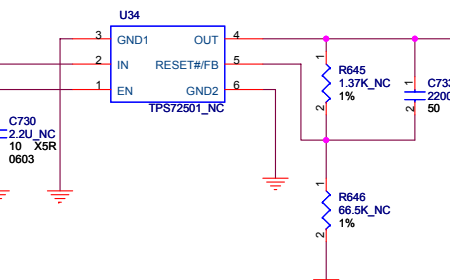 U34
3 GND1 OUT 4
2 IN RESET#/FB 5
1 EN GND2 6
TPS72501_NC
1
R645
1.37K_NC
1%
2
1
C73
2200
50
2
C730
2.2U_NC
10 X5R
0603
1
R646
66.5K_NC
1%
2